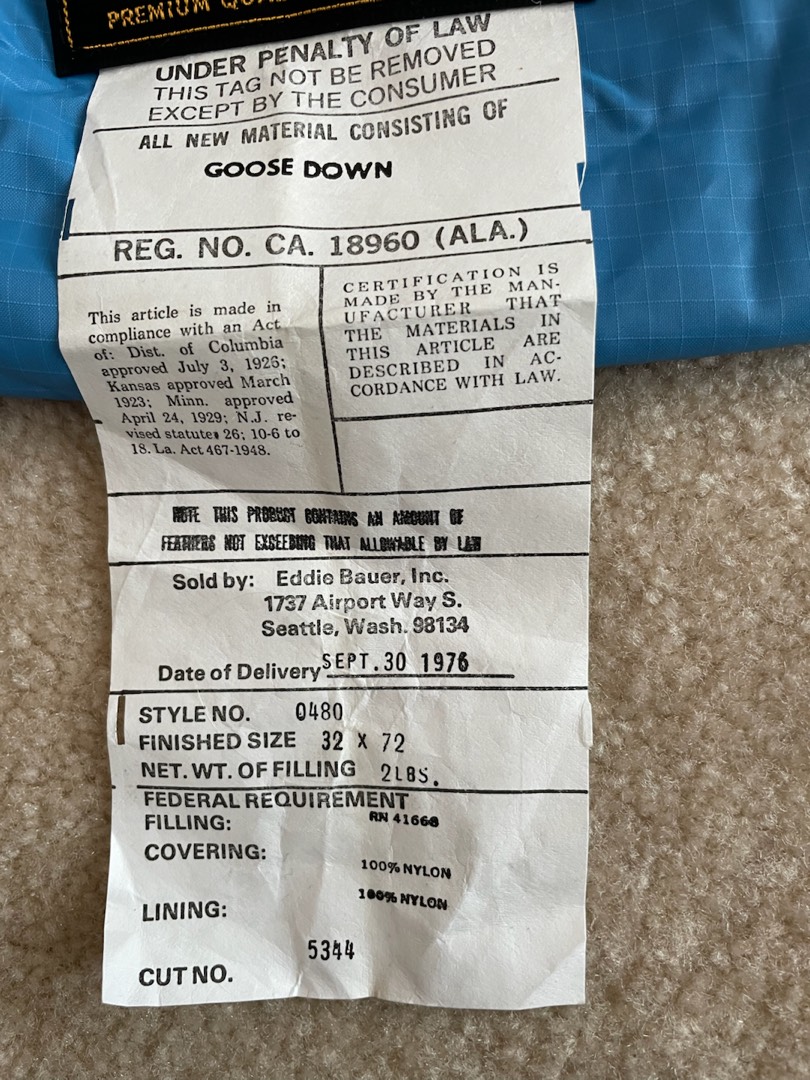 PREMIUM
UNDER PENALTY OF LAW
THIS TAG NOT BE REMOVED
EXCEPT BY THE CONSUMER
ALL NEW MATERIAL CONSISTING OF
GOOSE DOWN
REG. NO. CA. 18960 (ALA.)
This article is made in
compliance with an Act
of: Dist. of Columbia
approved July 3, 1926;
Kansas approved March
1923; Minn. approved
April 24, 1929; N.J. re-
vised statutes 26; 10-6 to
18. La. Act 467-1948.
CERTIFICATION IS
MADE BY THE MAN-
UFACTURER THAT
THE MATERIALS IN
THIS ARTICLE ARE
DESCRIBED IN AC-
CORDANCE WITH LAW.
NOTE THIS PRODUCT CONTAINS AN AMOUNT OF
FEATHERS NOT EXCEEDING THAT ALLOWABLE BY LAW
Sold by: Eddie Bauer, Inc.
1737 Airport Way S.
Seattle, Wash. 98134
Date of Delivery SEPT. 30 1976
STYLE NO. 0480
FINISHED SIZE 32 X 72
NET. WT. OF FILLING 2LBS.
FEDERAL REQUIREMENT
FILLING: RN 41668
COVERING:
100% NYLON
100% NYLON
LINING:
5344
CUT NO.